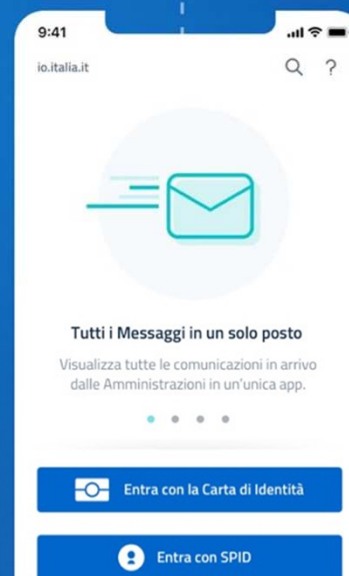 9:41
io.italia.it ?
Tutti i Messaggi in un solo posto
Visualizza tutte le comunicazioni in arrivo
dalle Amministrazioni in un'unica app.
Entra con la Carta di Identità
Entra con SPID